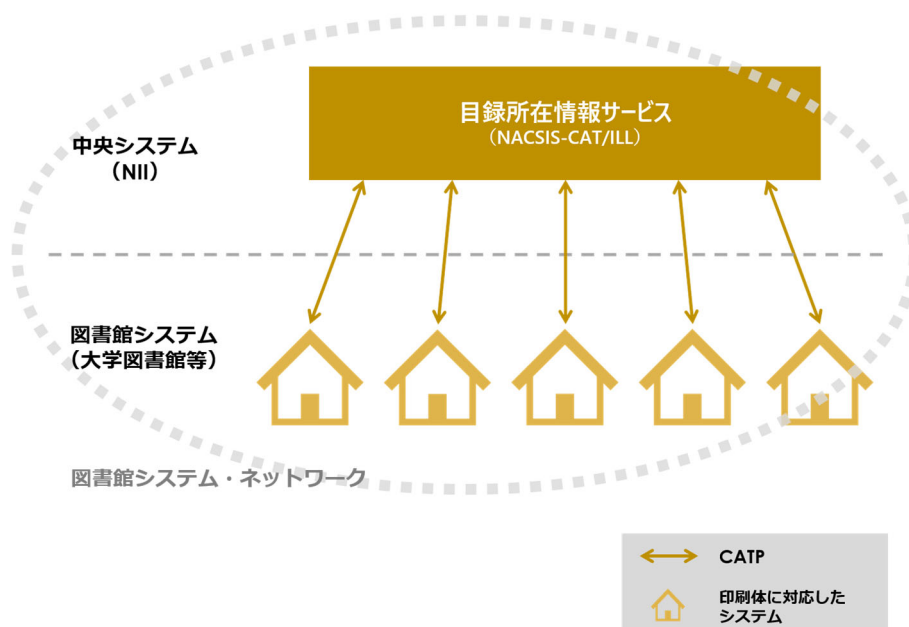 目録所在情報サービス
（NACSIS-CAT/ILL）
中央システム
（NII）
図書館システム
（大学図書館等）
図書館システム・ネットワーク
CATP
印刷体に対応した
システム